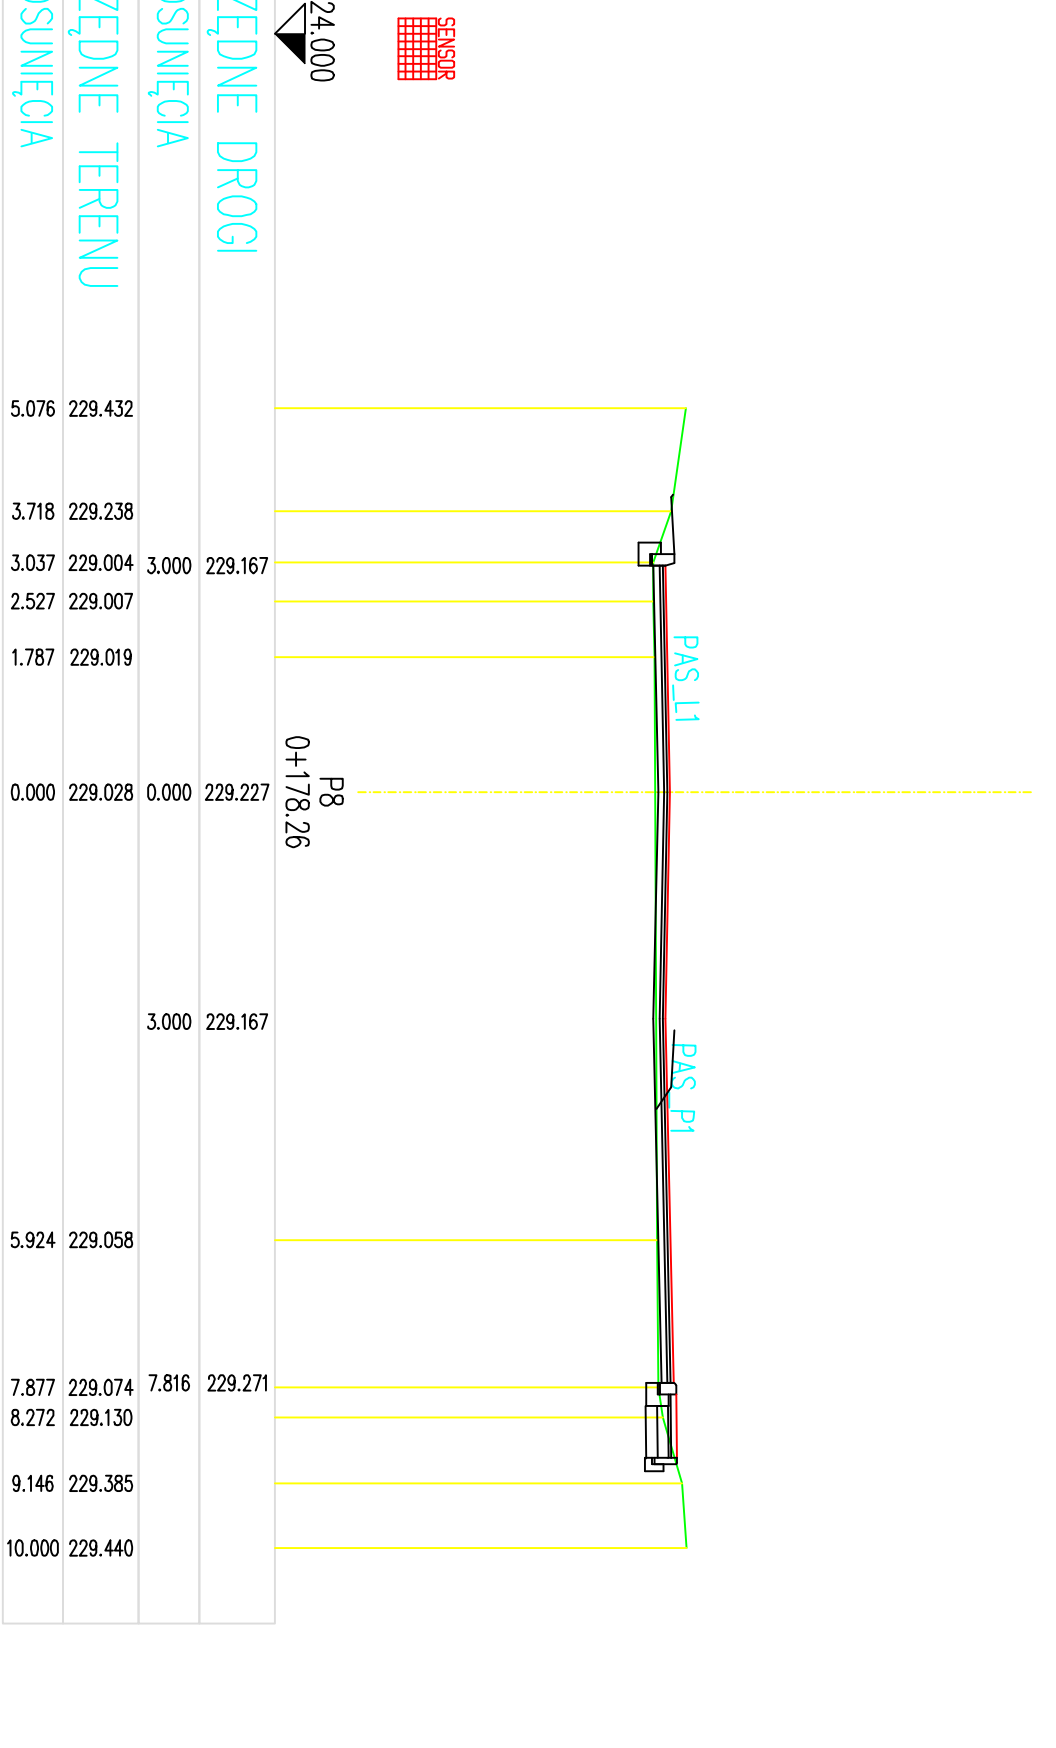 SENSOR
24.000
PAS_L1
PAS_P1
P8
0+178.26
ZĘDNE DROGI
229.167 229.227 229.167 229.271
OSUNIĘCIA
3.000 0.000 3.000 7.816
ZĘDNE TERENU
229.432 229.238 229.004 229.007 229.019 229.028 229.058 229.074 229.130 229.385 229.440
OSUNIĘCIA
5.076 3.718 3.037 2.527 1.787 0.000 5.924 7.877 8.272 9.146 10.000